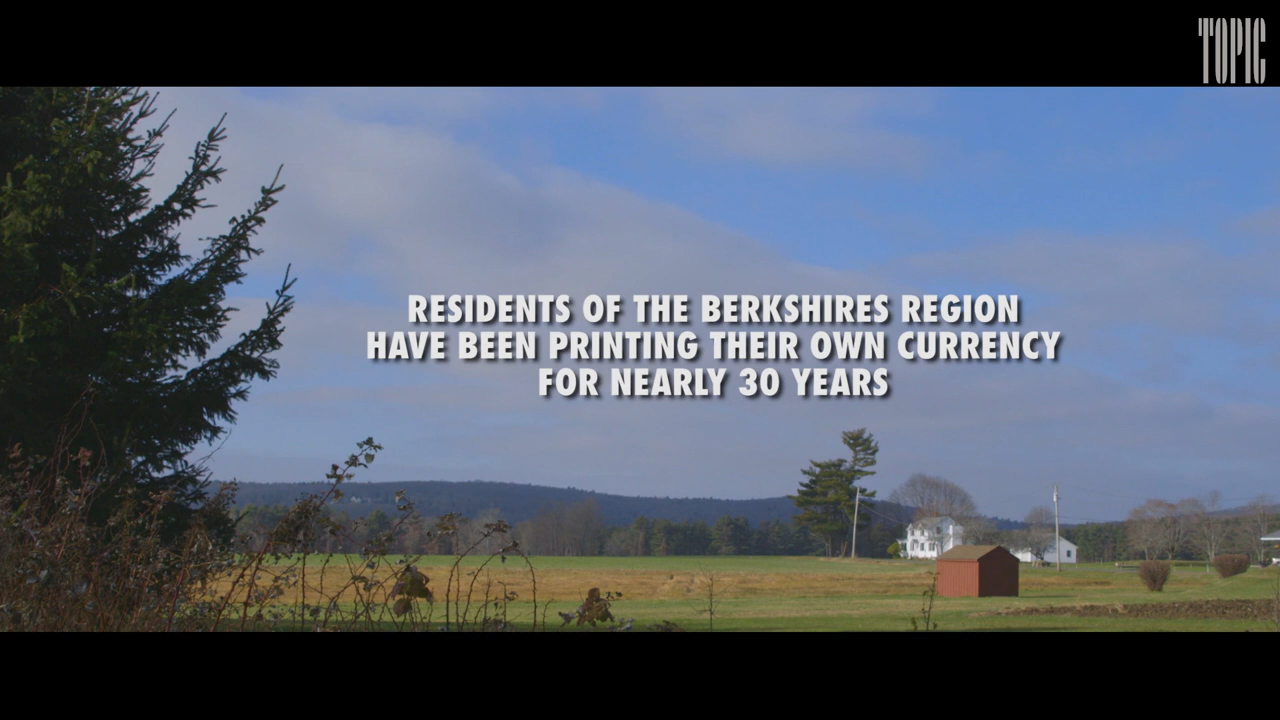 TOPIC
RESIDENTS OF THE BERKSHIRES REGION
HAVE BEEN PRINTING THEIR OWN CURRENCY
FOR NEARLY 30 YEARS